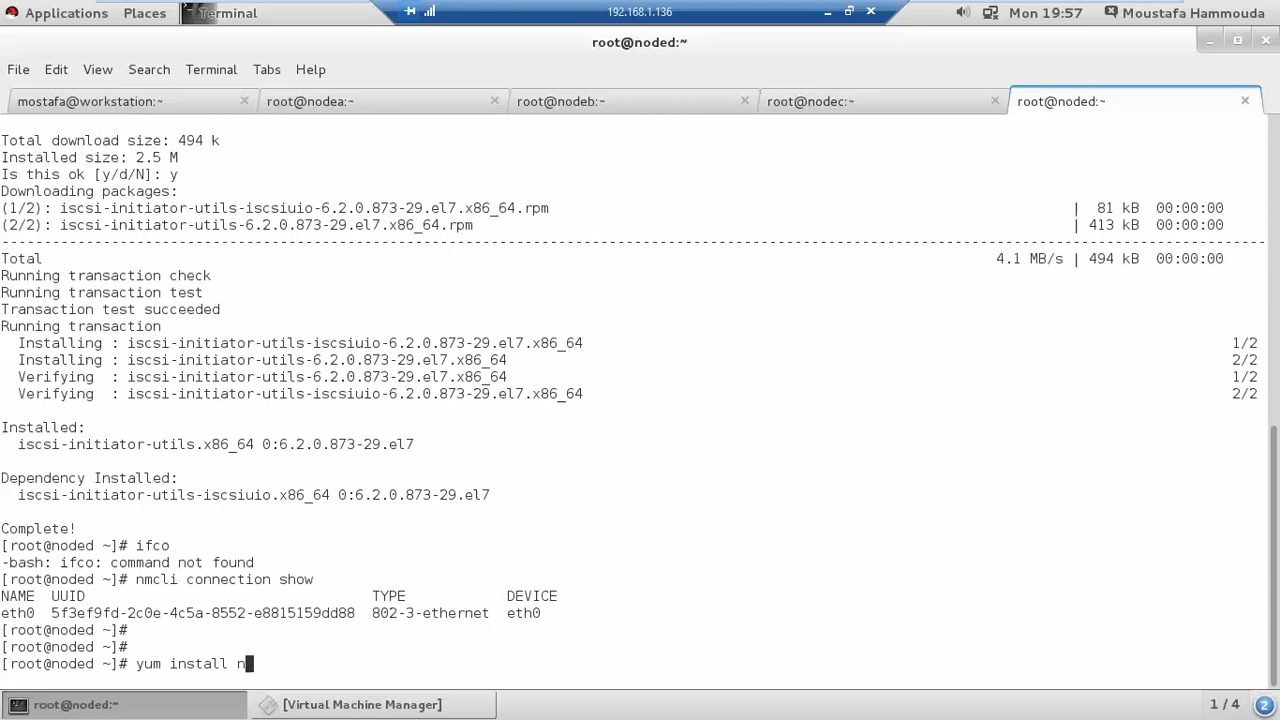 Applications Places Terminal 192.168.1.136 Mon 19:57 Moustafa Hammouda
root@noded:~
File Edit View Search Terminal Tabs Help
mostafa@workstation:~ root@nodea:~ root@nodeb:~ root@nodec:~ root@noded:~
Total download size: 494 k
Installed size: 2.5 M
Is this ok [y/d/N]: y
Downloading packages:
(1/2): iscsi-initiator-utils-iscsiuio-6.2.0.873-29.el7.x86_64.rpm | 81 kB 00:00:00
(2/2): iscsi-initiator-utils-6.2.0.873-29.el7.x86_64.rpm | 413 kB 00:00:00
--------------------------------------------------------------------------------
Total 4.1 MB/s | 494 kB 00:00:00
Running transaction check
Running transaction test
Transaction test succeeded
Running transaction
Installing : iscsi-initiator-utils-iscsiuio-6.2.0.873-29.el7.x86_64 1/2
Installing : iscsi-initiator-utils-6.2.0.873-29.el7.x86_64 2/2
Verifying : iscsi-initiator-utils-6.2.0.873-29.el7.x86_64 1/2
Verifying : iscsi-initiator-utils-iscsiuio-6.2.0.873-29.el7.x86_64 2/2
Installed:
iscsi-initiator-utils.x86_64 0:6.2.0.873-29.el7
Dependency Installed:
iscsi-initiator-utils-iscsiuio.x86_64 0:6.2.0.873-29.el7
Complete!
[root@noded ~]# ifco
-bash: ifco: command not found
[root@noded ~]# nmcli connection show
NAME UUID TYPE DEVICE
eth0 5f3ef9fd-2c0e-4c5a-8552-e8815159dd88 802-3-ethernet eth0
[root@noded ~]#
[root@noded ~]#
[root@noded ~]# yum install n
root@noded:~ [Virtual Machine Manager] 1 / 4 2